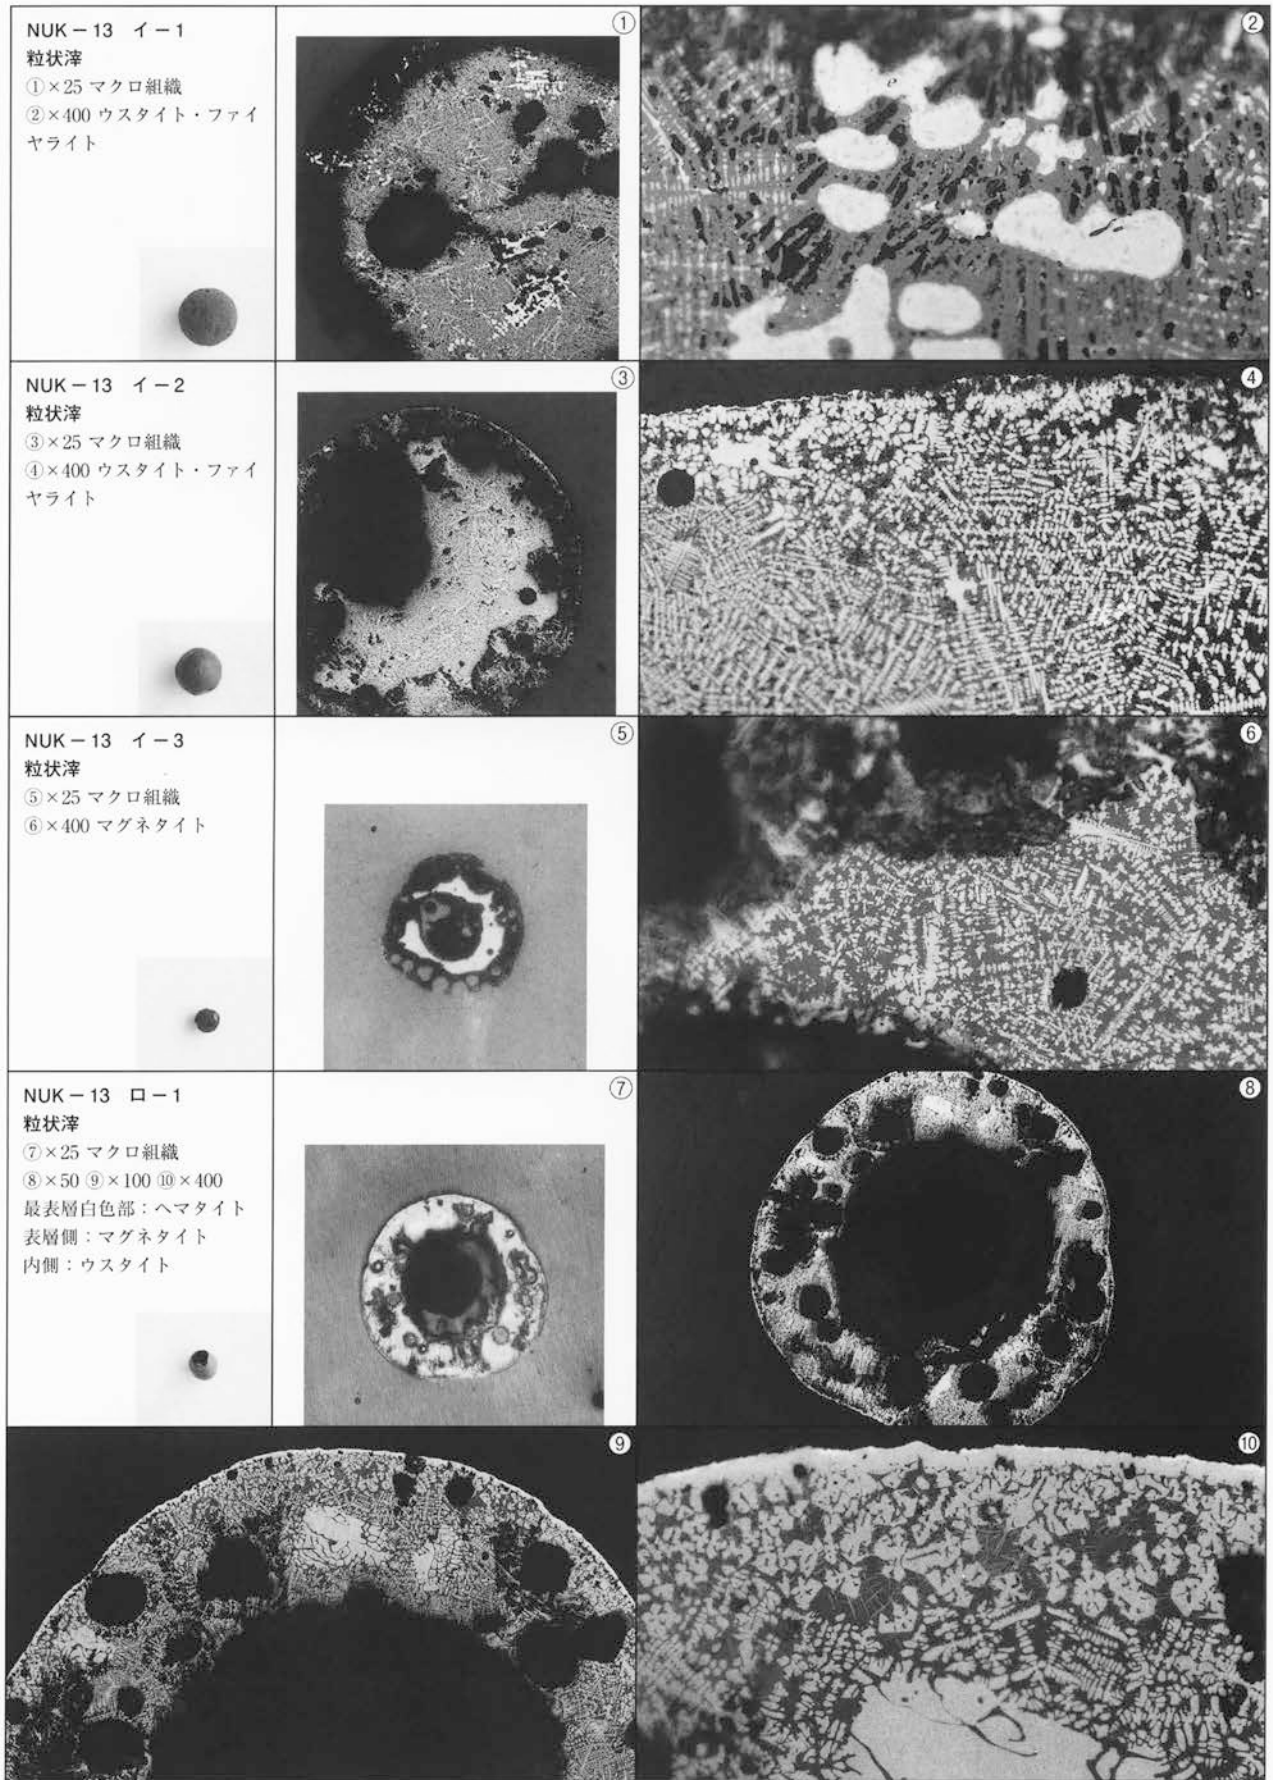 NUK－13　イ－1
粒状滓
①×25 マクロ組織
②×400 ウスタイト・ファイ
ヤライト
①
②
NUK－13　イ－2
粒状滓
③×25 マクロ組織
④×400 ウスタイト・ファイ
ヤライト
③
④
NUK－13　イ－3
粒状滓
⑤×25 マクロ組織
⑥×400 マグネタイト
⑤
⑥
NUK－13　ロ－1
粒状滓
⑦×25 マクロ組織
⑧×50 ⑨×100 ⑩×400
最表層白色部：ヘマタイト
表層側：マグネタイト
内側：ウスタイト
⑦
⑧
⑨
⑩